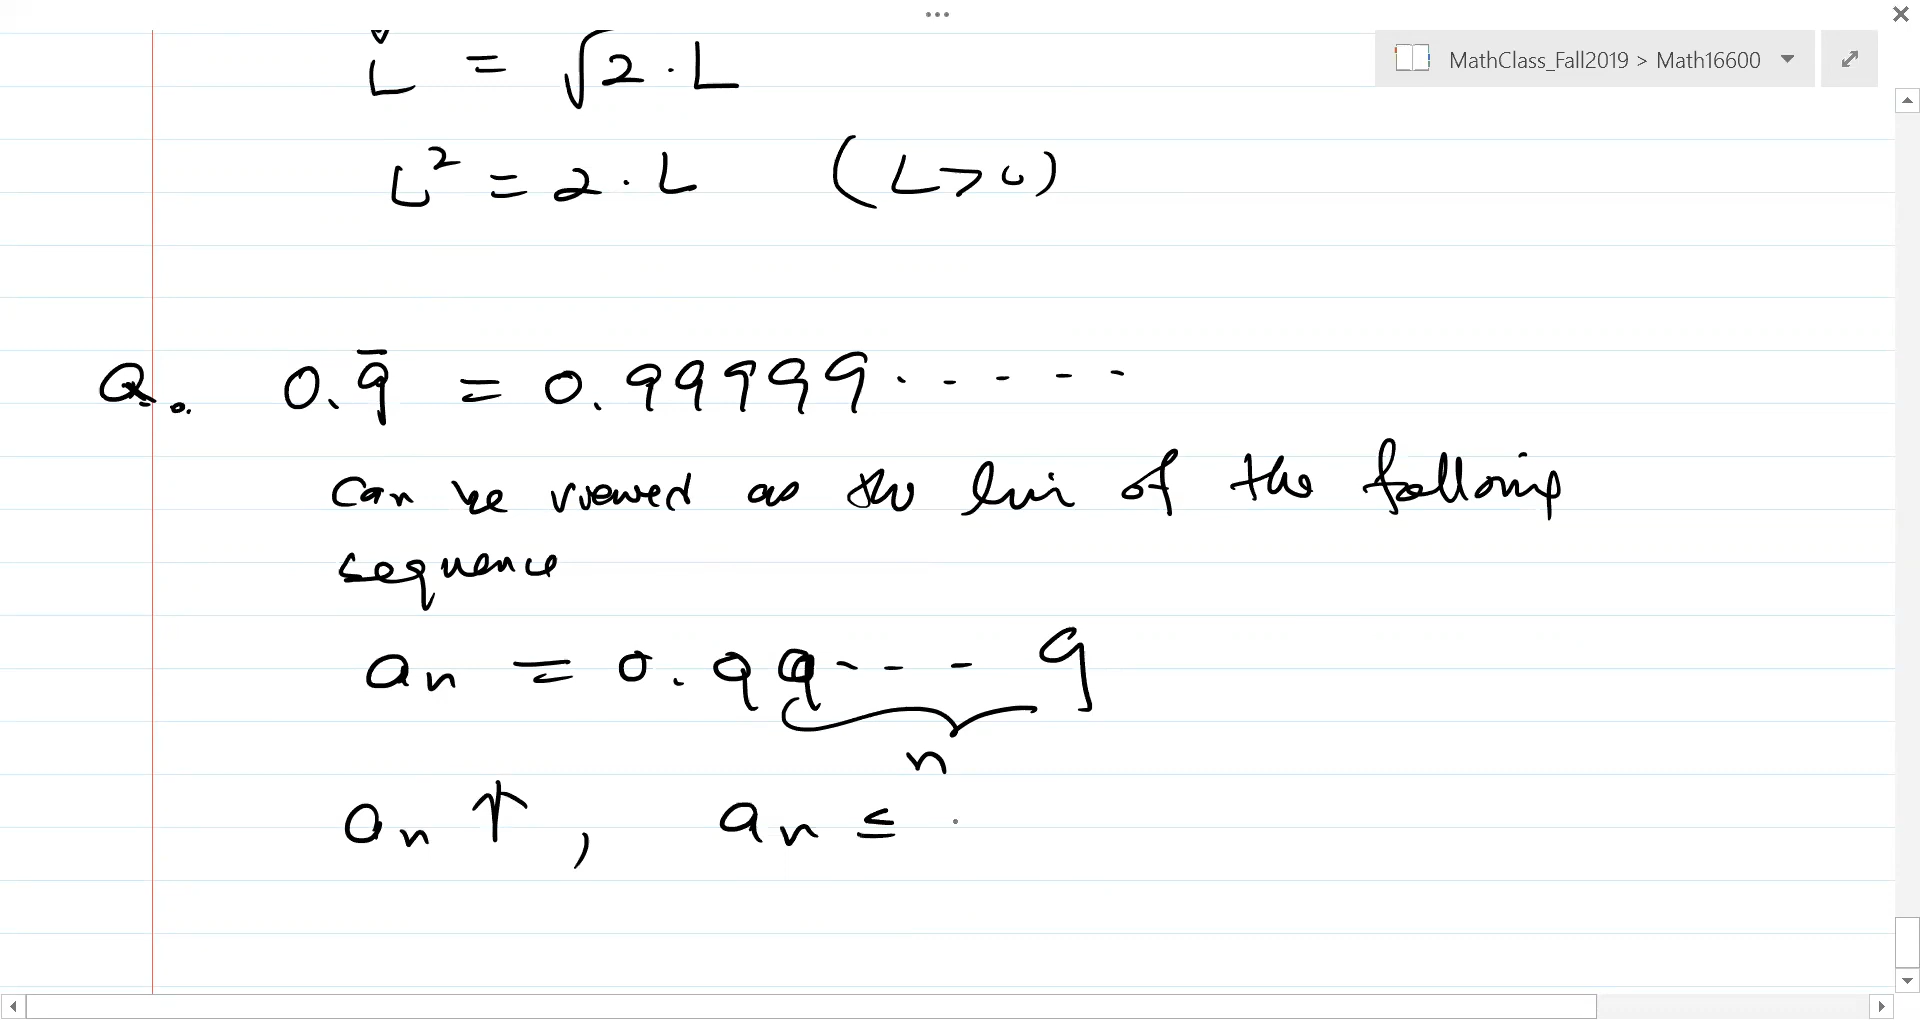 L = √2·L
MathClass_Fall2019 > Math16600
L² = 2·L (L>0)
Q. 0.9̅ = 0.99999.....
can be viewed as the lim of the following
sequence
aₙ = 0.99--- 9
n
aₙ ↑, aₙ ≤